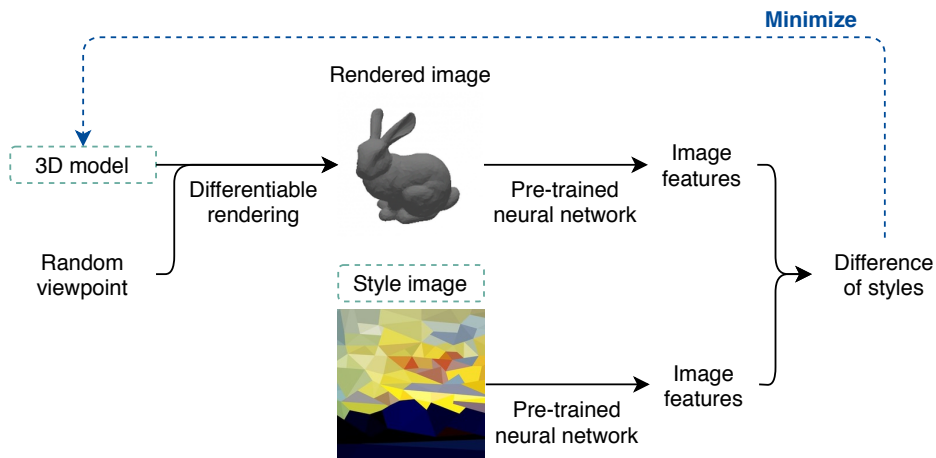 Minimize
Rendered image
3D model
Differentiable
rendering
Pre-trained
neural network
Image
features
Random
viewpoint
Style image
Difference
of styles
Pre-trained
neural network
Image
features